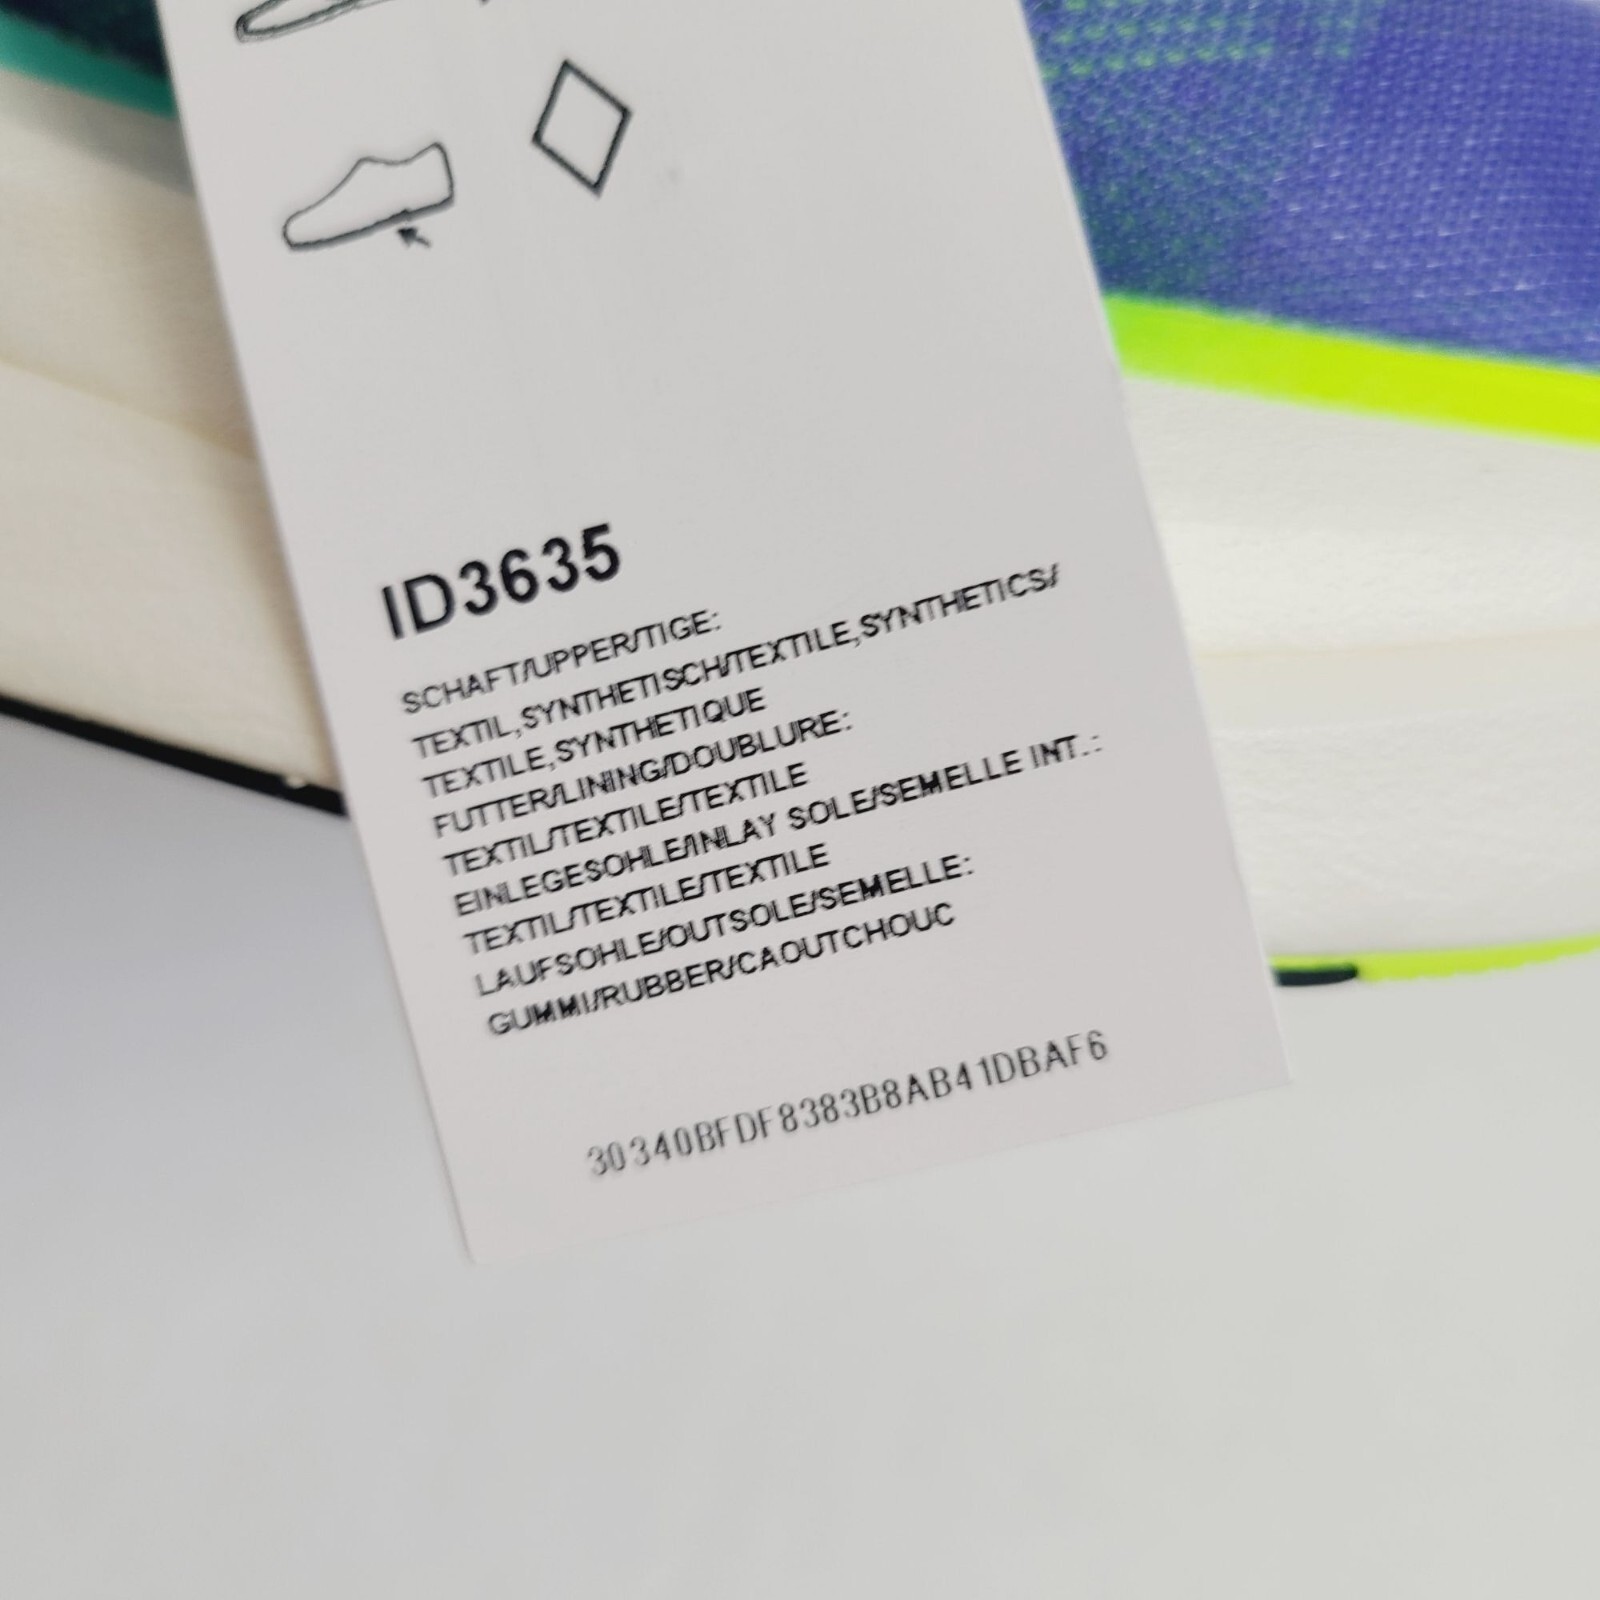 ID3635
SCHAFT/UPPER/TIGE:
TEXTIL,SYNTHETISCH/TEXTILE,SYNTHETICS/
TEXTILE,SYNTHETIQUE
FUTTER/LINING/DOUBLURE:
TEXTIL/TEXTILE/TEXTILE
EINLEGESOHLE/INLAY SOLE/SEMELLE INT.:
TEXTIL/TEXTILE/TEXTILE
LAUFSOHLE/OUTSOLE/SEMELLE:
GUMMI/RUBBER/CAOUTCHOUC
30340BFDF8383B8AB41DBAF6